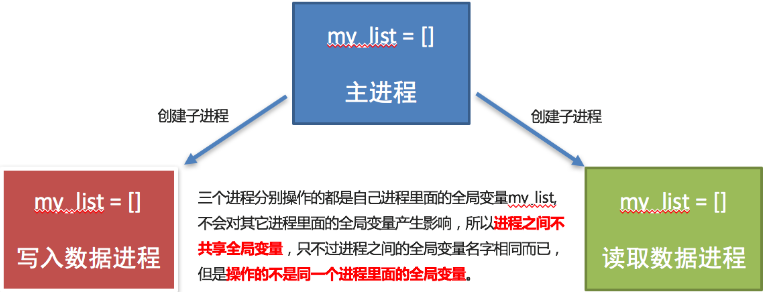 my_list = []
主进程
创建子进程
创建子进程
my_list = []
写入数据进程
三个进程分别操作的都是自己进程里面的全局变量my_list,
不会对其它进程里面的全局变量产生影响，所以进程之间不
共享全局变量，只不过进程之间的全局变量名字相同而已，
但是操作的不是同一个进程里面的全局变量。
my_list = []
读取数据进程